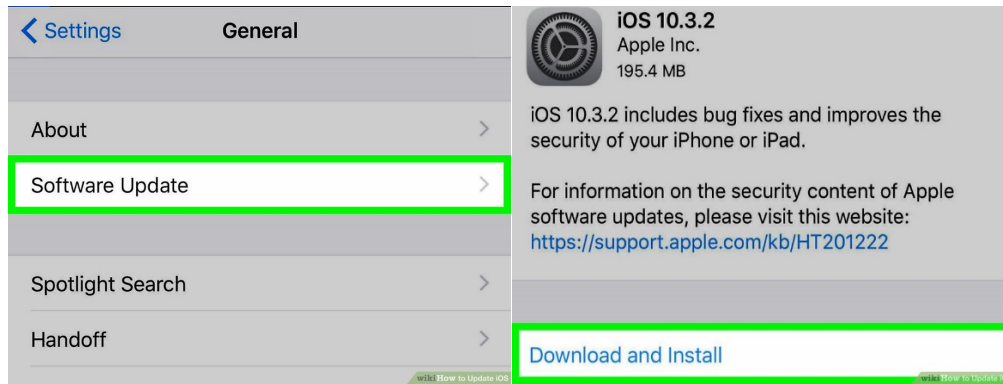 Settings
General
About
Software Update
Spotlight Search
Handoff
wikiHow to Update iOS
iOS 10.3.2
Apple Inc.
195.4 MB
iOS 10.3.2 includes bug fixes and improves the
security of your iPhone or iPad.
For information on the security content of Apple
software updates, please visit this website:
https://support.apple.com/kb/HT201222
Download and Install
wikiHow to Update